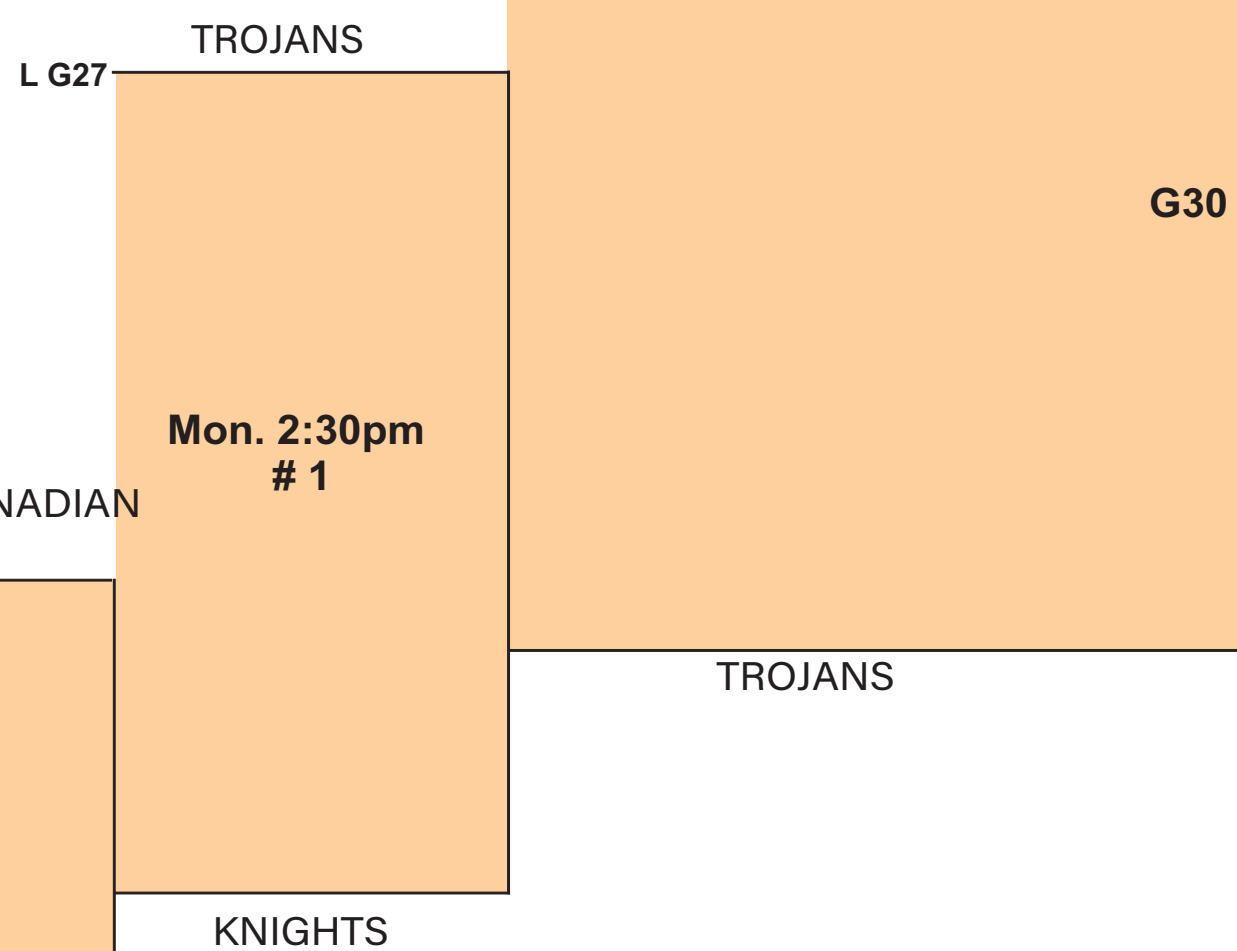 TROJANS
L G27
G30
Mon. 2:30pm
# 1
NADIAN
TROJANS
KNIGHTS